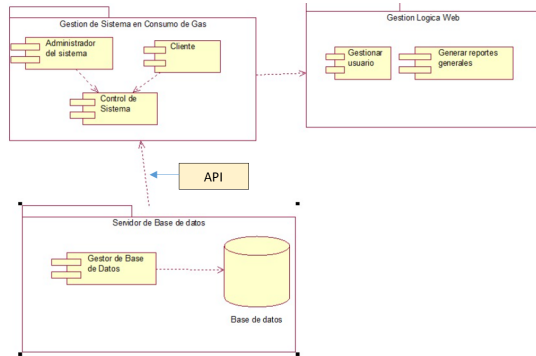 Gestion de Sistema en Consumo de Gas
Administrador
del sistema
Cliente
Control de
Sistema
Gestion Logica Web
Gestionar
usuario
Generar reportes
generales
API
Servidor de Base de datos
Gestor de Base
de Datos
Base de datos